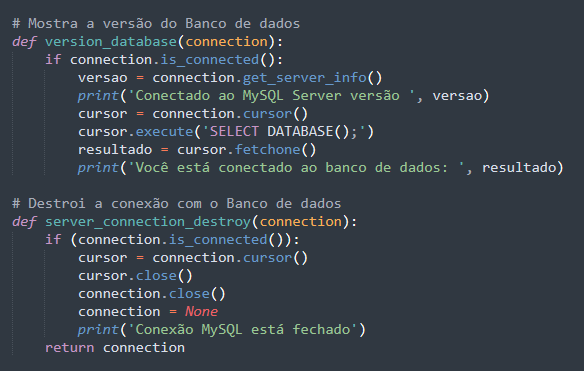 # Mostra a versão do Banco de dados
def version_database(connection):
    if connection.is_connected():
        versao = connection.get_server_info()
        print('Conectado ao MySQL Server versão ', versao)
        cursor = connection.cursor()
        cursor.execute('SELECT DATABASE();')
        resultado = cursor.fetchone()
        print('Você está conectado ao banco de dados: ', resultado)

# Destroi a conexão com o Banco de dados
def server_connection_destroy(connection):
    if (connection.is_connected()):
        cursor = connection.cursor()
        cursor.close()
        connection.close()
        connection = None
        print('Conexão MySQL está fechado')
    return connection